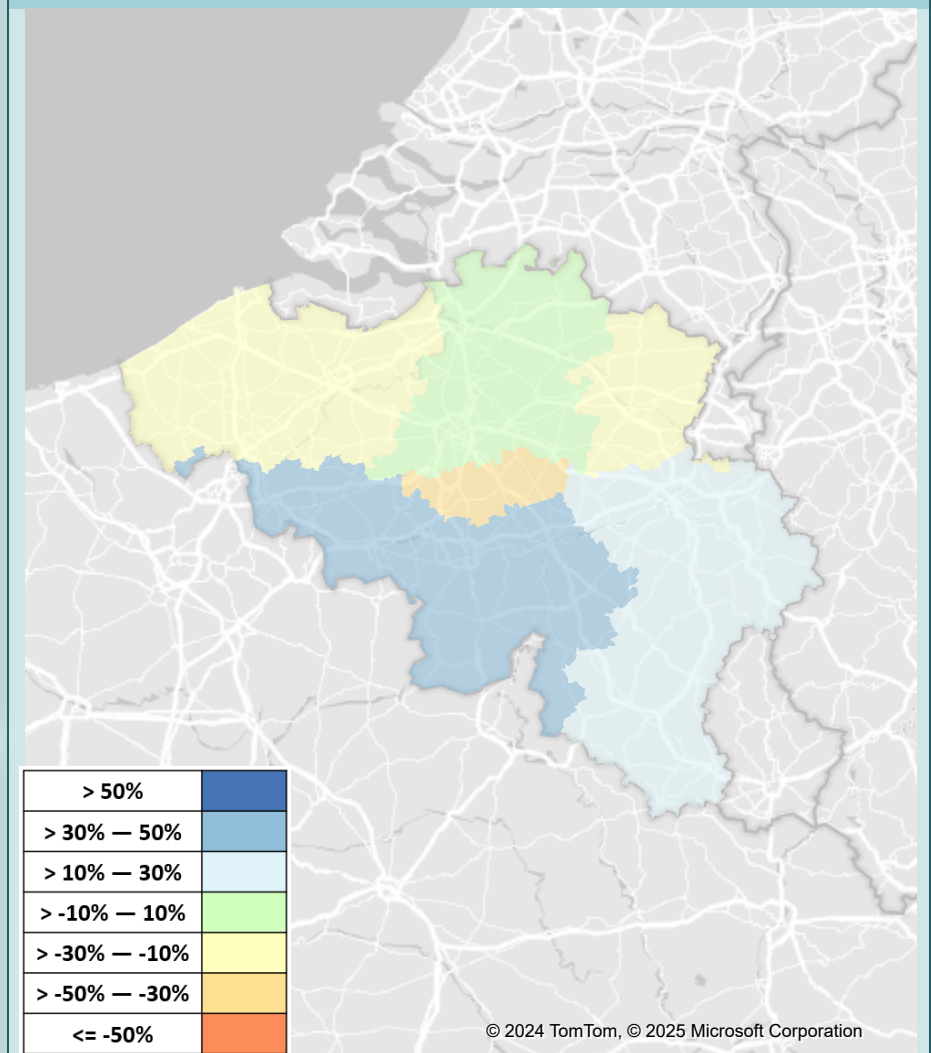 > 50%
> 30% — 50%
> 10% — 30%
> -10% — 10%
> -30% — -10%
> -50% — -30%
<= -50%
© 2024 TomTom, © 2025 Microsoft Corporation